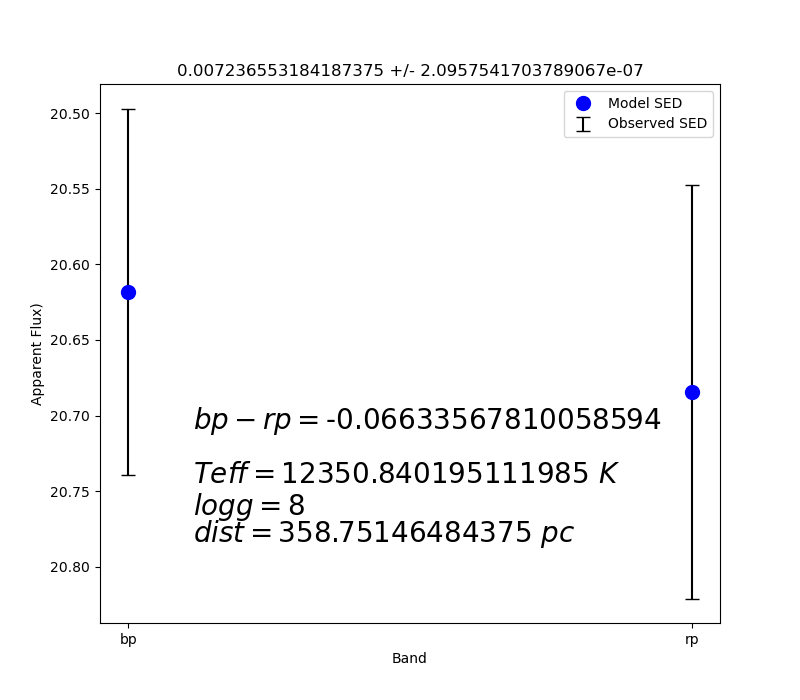 0.007236553184187375 +/- 2.0957541703789067e-07
Model SED
Observed SED
20.50
20.55
20.60
20.65
20.70
20.75
20.80
Apparent Flux)
bp − rp = -0.06633567810058594
Teff = 12350.840195111985 K
logg = 8
dist = 358.75146484375 pc
bp
rp
Band